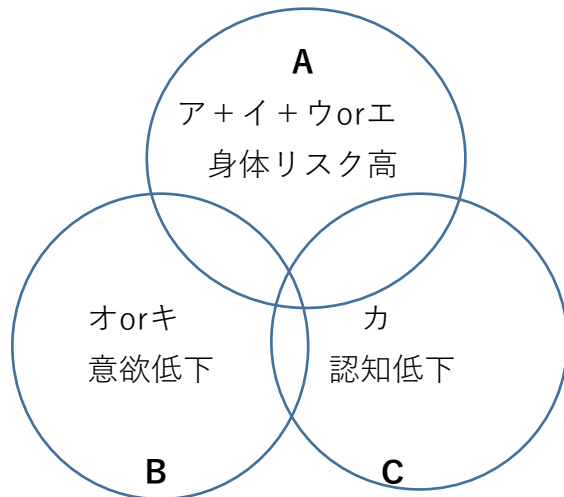 A
ア+イ+ウorエ
身体リスク高
オorキ
意欲低下
カ
認知低下
B
C